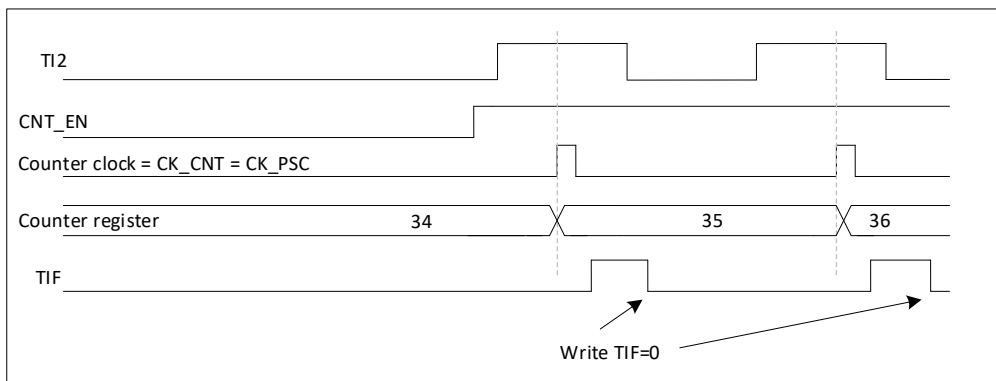 TI2
CNT_EN
Counter clock = CK_CNT = CK_PSC
Counter register 34 35 36
TIF
Write TIF=0